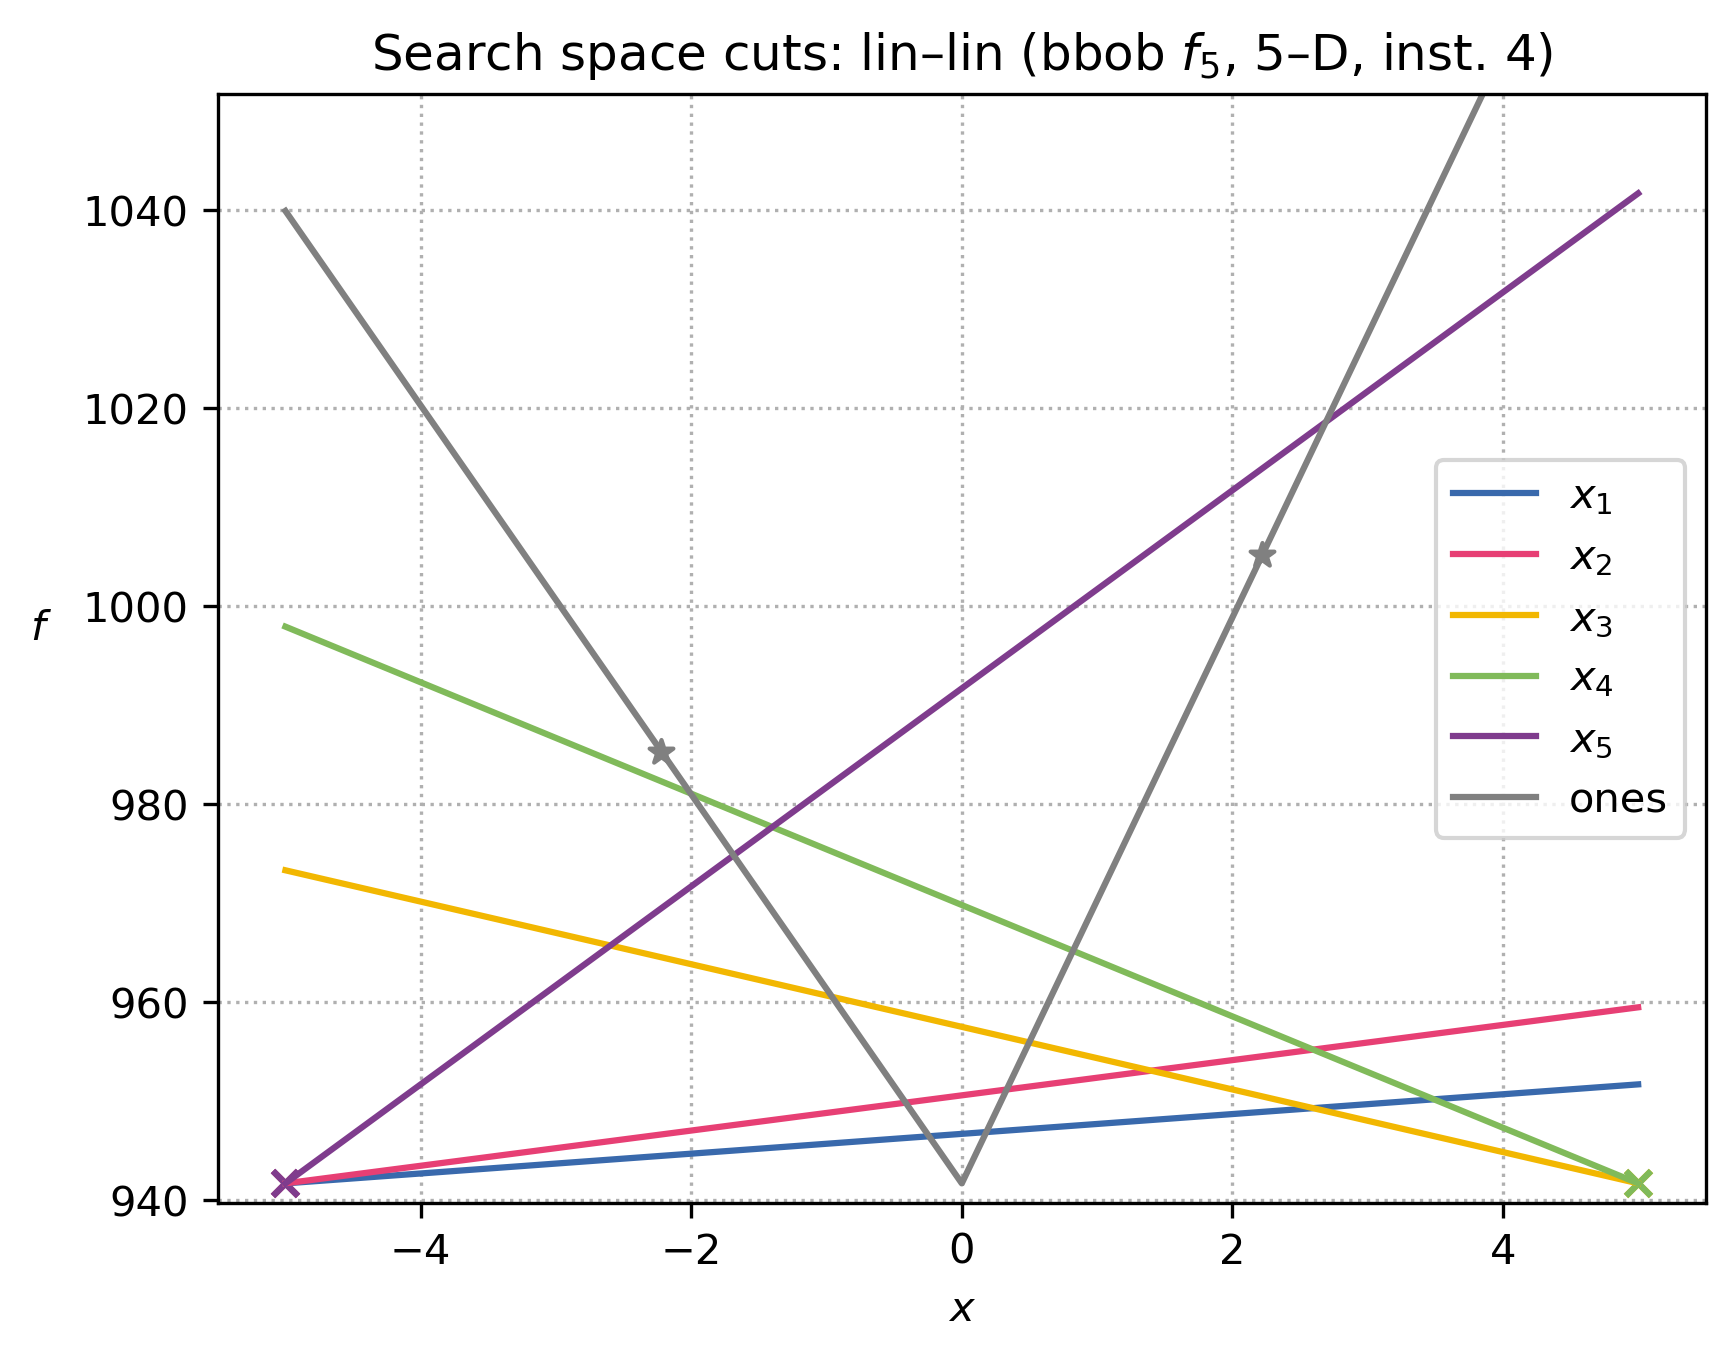 Search space cuts: lin–lin (bbob f5, 5–D, inst. 4)
1040
1020
1000
980
960
940
f
x1
x2
x3
x4
x5
ones
−4
−2
0
2
4
x